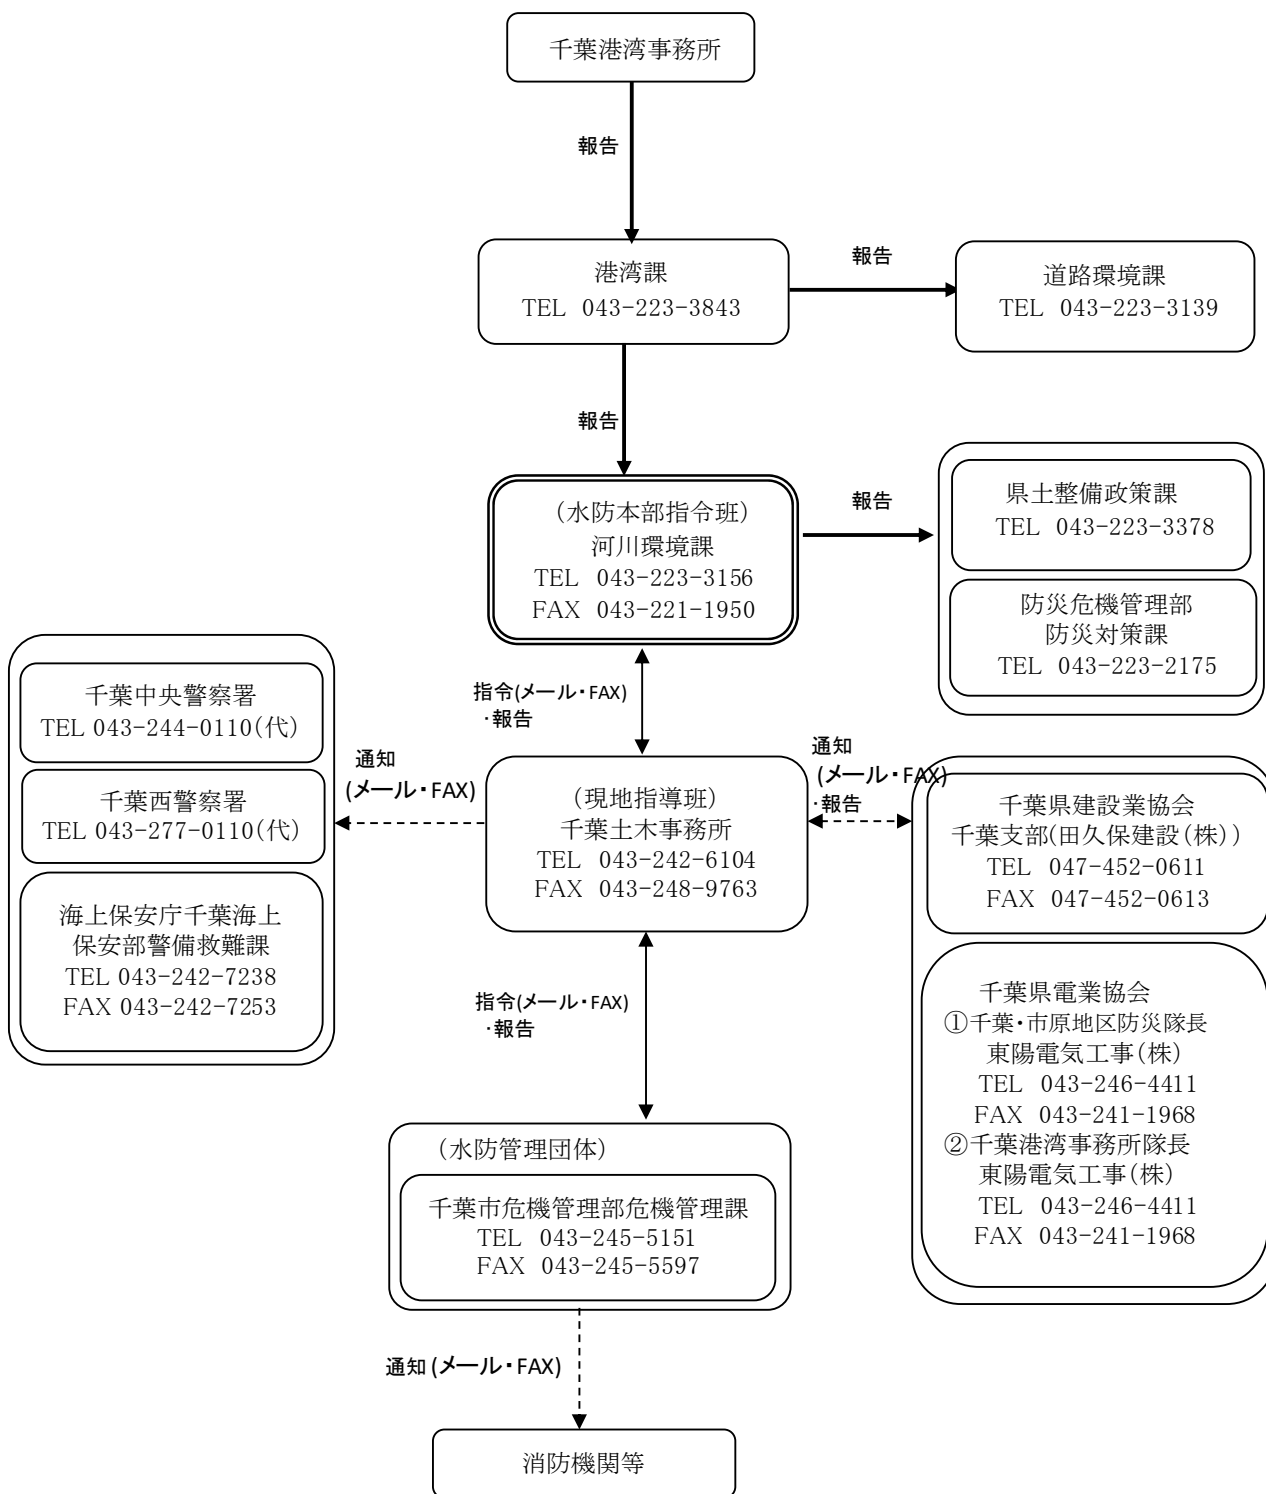 千葉港湾事務所
報告
港湾課
TEL 043-223-3843
報告
道路環境課
TEL 043-223-3139
報告
(水防本部指令班)
河川環境課
TEL 043-223-3156
FAX 043-221-1950
報告
県土整備政策課
TEL 043-223-3378
防災危機管理部
防災対策課
TEL 043-223-2175
指令(メール・FAX)
・報告
千葉中央警察署
TEL 043-244-0110(代)
千葉西警察署
TEL 043-277-0110(代)
海上保安庁千葉海上
保安部警備救難課
TEL 043-242-7238
FAX 043-242-7253
通知
(メール・FAX)
(現地指導班)
千葉土木事務所
TEL 043-242-6104
FAX 043-248-9763
通知
(メール・FAX)
・報告
千葉県建設業協会
千葉支部(田久保建設(株))
TEL 047-452-0611
FAX 047-452-0613
千葉県電業協会
①千葉・市原地区防災隊長
東陽電気工事(株)
TEL 043-246-4411
FAX 043-241-1968
②千葉港湾事務所隊長
東陽電気工事(株)
TEL 043-246-4411
FAX 043-241-1968
指令(メール・FAX)
・報告
(水防管理団体)
千葉市危機管理部危機管理課
TEL 043-245-5151
FAX 043-245-5597
通知(メール・FAX)
消防機関等